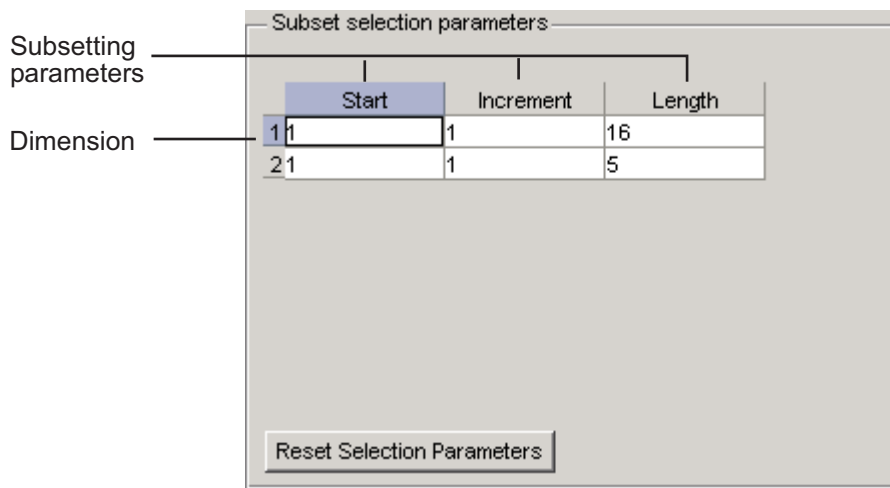 Subset selection parameters
Subsetting
parameters
Start Increment Length
1 1 1 16
Dimension
2 1 1 5
Reset Selection Parameters